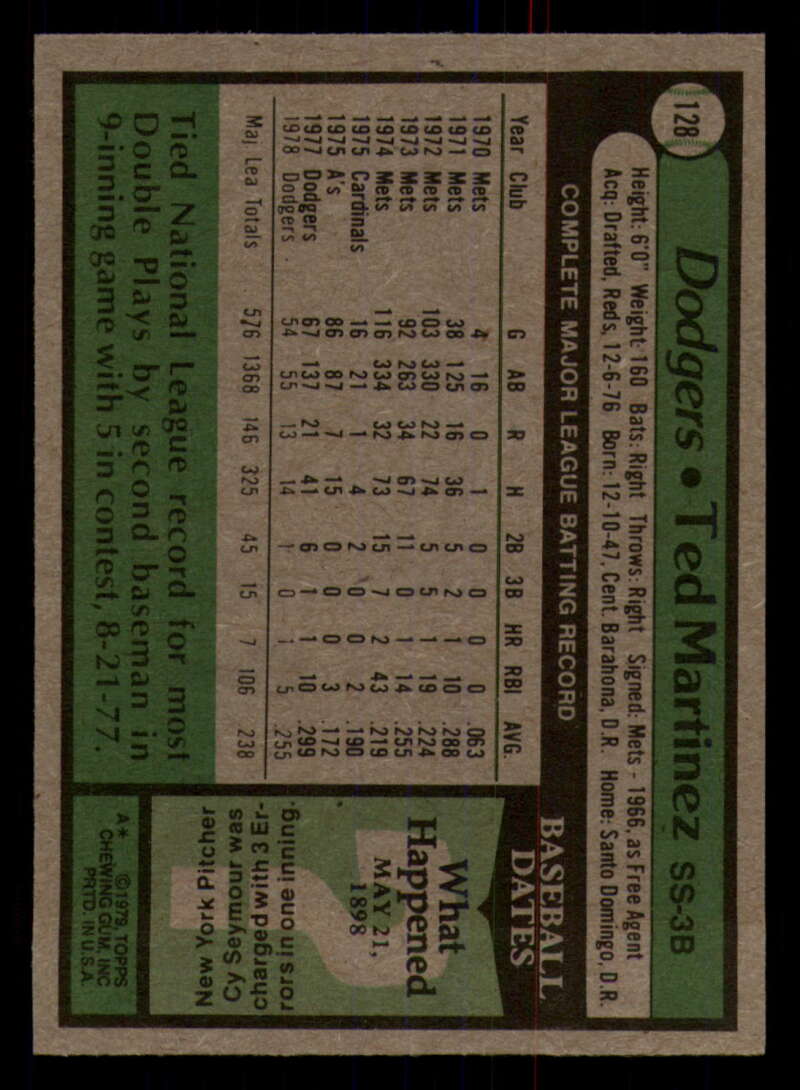 128
Dodgers • Ted Martinez SS-3B
Height: 6'0" Weight: 160 Bats: Right Throws: Right Signed: Mets - 1966, as Free Agent
Acq: Drafted, Reds, 12-6-76 Born: 12-10-47, Cent. Barahona, D.R. Home: Santo Domingo, D.R.
COMPLETE MAJOR LEAGUE BATTING RECORD
Year Club G AB R H 2B 3B HR RBI AVG.
1970 Mets 4 16 0 1 0 0 0 0 .063
1971 Mets 38 125 16 36 5 2 1 10 .288
1972 Mets 103 330 22 74 5 5 1 19 .224
1973 Mets 92 263 34 67 11 0 1 14 .255
1974 Mets 116 334 32 73 15 7 2 43 .219
1975 Cardinals 16 21 1 4 2 0 0 2 .190
1975 A's 86 87 7 15 0 0 0 3 .172
1977 Dodgers 67 137 21 41 6 1 1 10 .299
1978 Dodgers 54 55 13 14 1 0 1 5 .255
Maj Lea Totals 576 1368 146 325 45 15 7 106 .238
Tied National League record for most
Double Plays by second baseman in
9-inning game with 5 in contest, 8-21-77.
BASEBALL
DATES
What
Happened
MAY 21,
1898
New York Pitcher
Cy Seymour was
charged with 3 Er-
rors in one inning.
A* ©1979, TOPPS
CHEWING GUM, INC
PRTD. IN U.S.A.